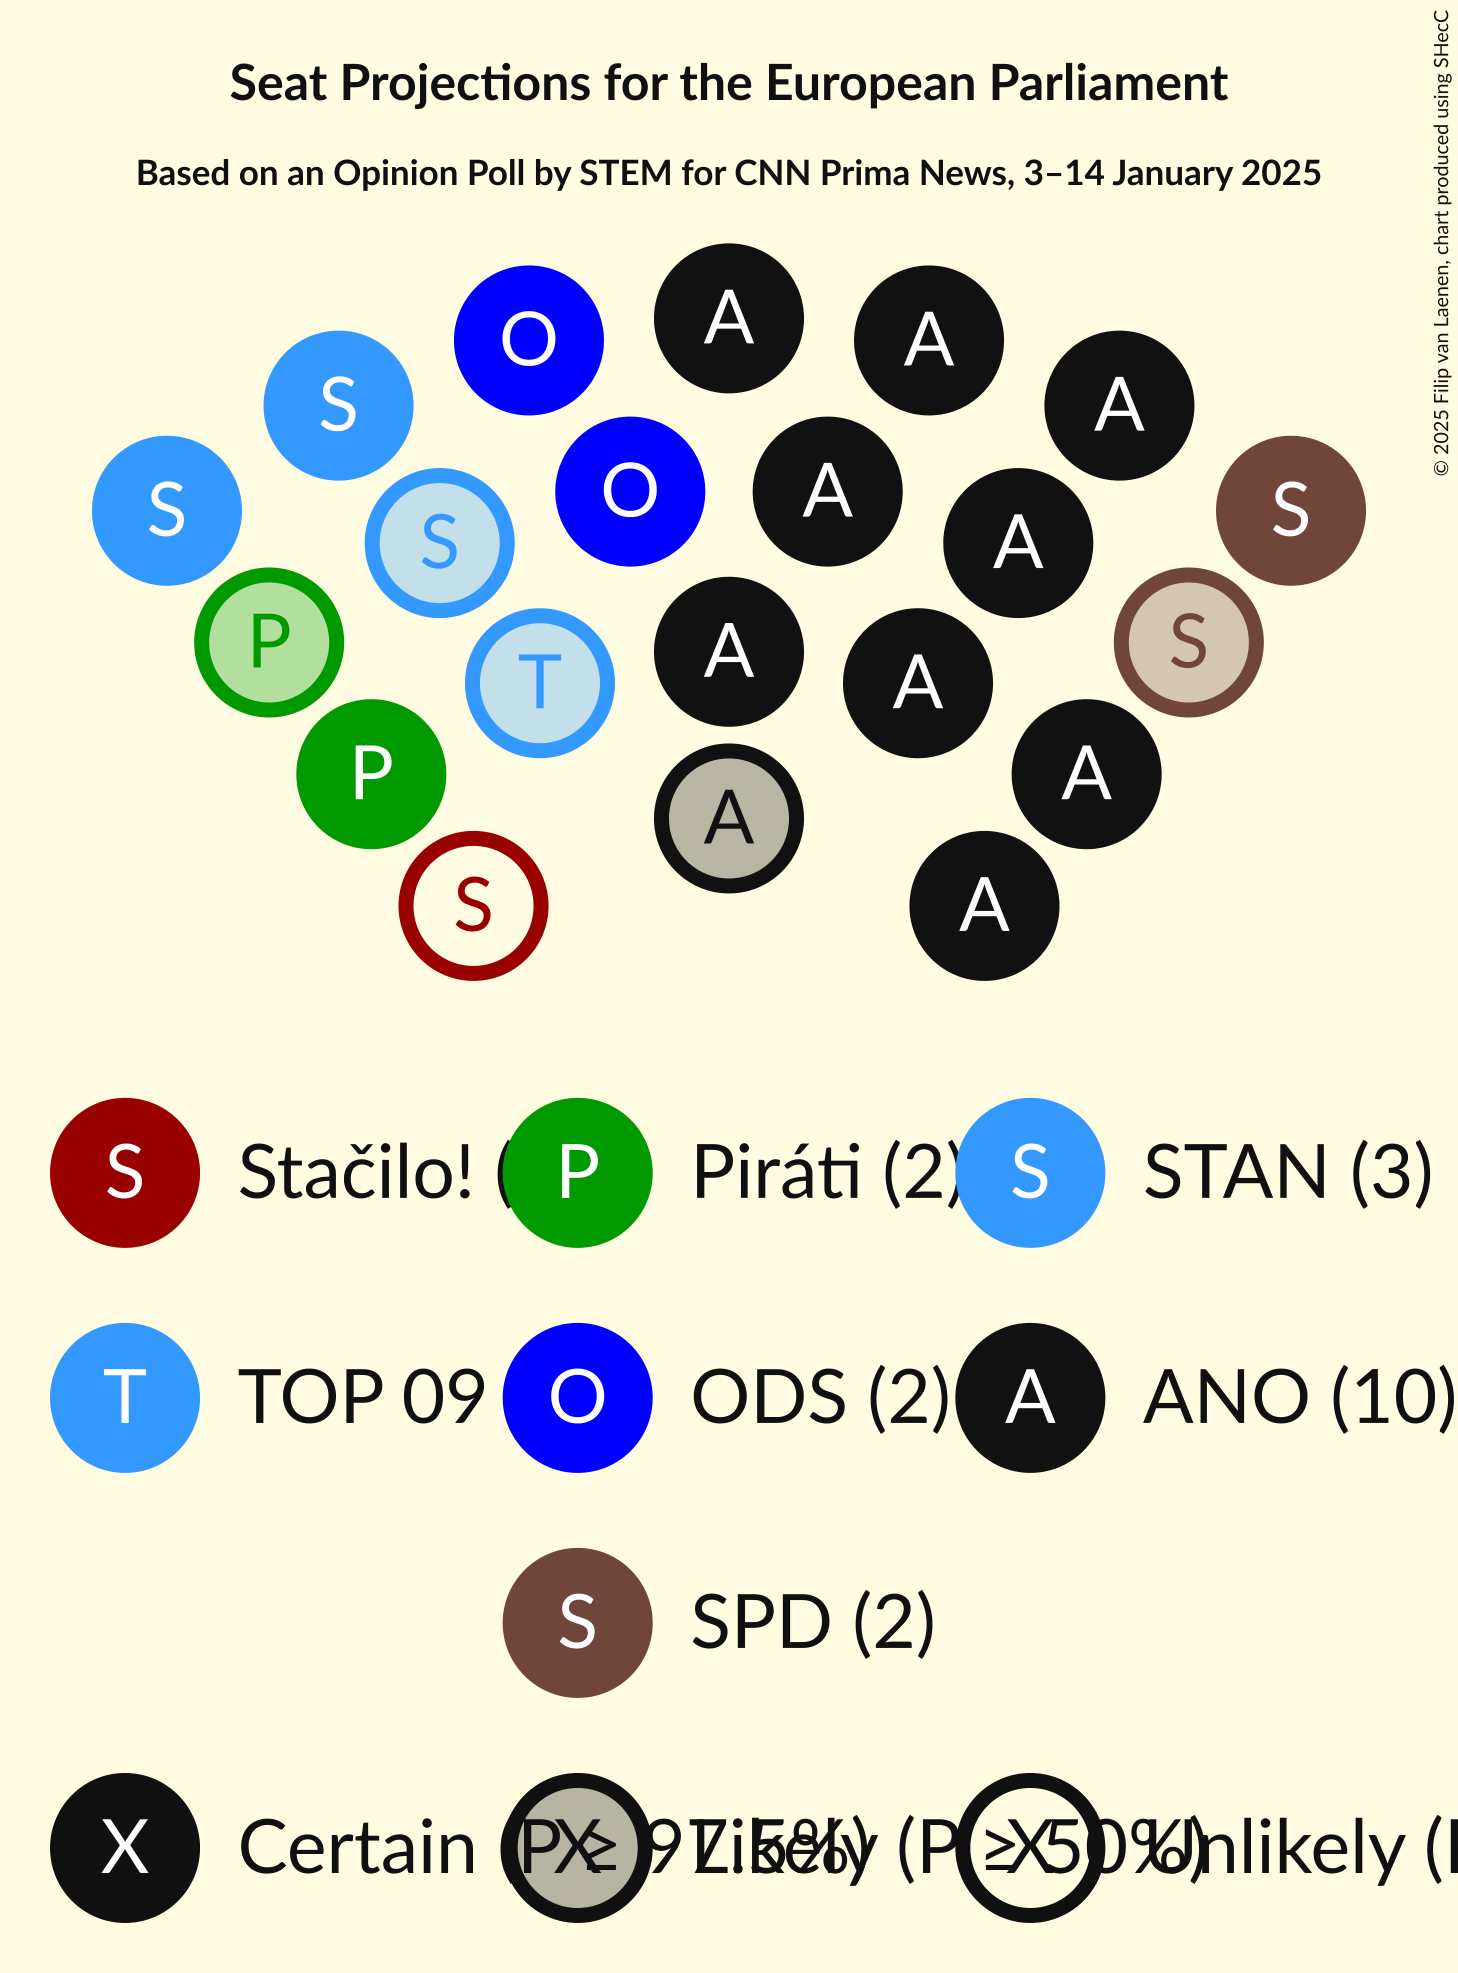 Seat Projections for the European Parliament
Based on an Opinion Poll by STEM for CNN Prima News, 3–14 January 2025
© 2025 Filip van Laenen, chart produced using SHecC
A
O A
S A
S O A S
S A
P T A A S
P A A
S A
S Stačilo! ( P Piráti (2) S STAN (3)
T TOP 09 O ODS (2) A ANO (10)
S SPD (2)
X Certain (P ≥ 97.5%) X Likely (P ≥ 50%) X Unlikely (